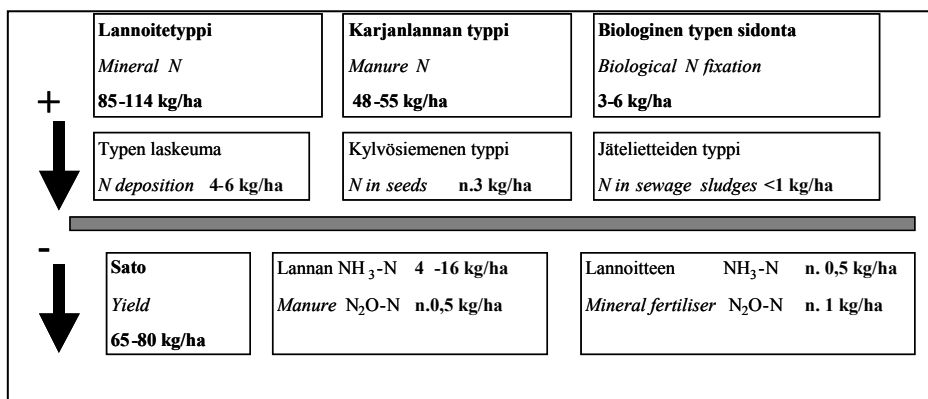 Lannoitetyppi
Mineral N
85-114 kg/ha
Karjanlannan typpi
Manure N
48-55 kg/ha
Biologinen typen sidonta
Biological N fixation
3-6 kg/ha
+
Typen laskeuma
N deposition 4-6 kg/ha
Kylvösiemenen typpi
N in seeds n.3 kg/ha
Jätelietteiden typpi
N in sewage sludges <1 kg/ha
-
Sato
Yield
65-80 kg/ha
Lannan NH₃-N 4 -16 kg/ha
Manure N₂O-N n.0,5 kg/ha
Lannoitteen NH₃-N n. 0,5 kg/ha
Mineral fertiliser N₂O-N n. 1 kg/ha